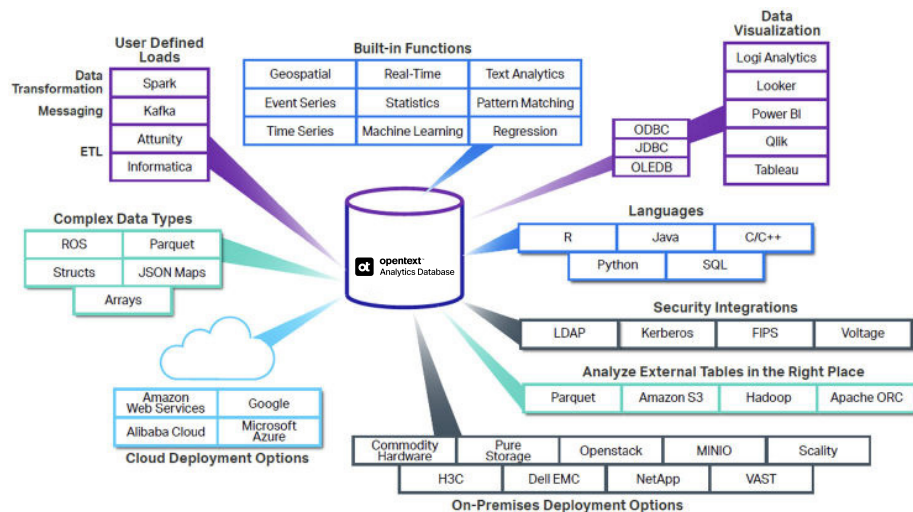 User Defined
Loads
Data
Transformation
Messaging
ETL
Spark
Kafka
Attunity
Informatica
Built-in Functions
Geospatial
Real-Time
Text Analytics
Event Series
Statistics
Pattern Matching
Time Series
Machine Learning
Regression
Data
Visualization
Logi Analytics
Looker
Power BI
Qlik
Tableau
ODBC
JDBC
OLEDB
Complex Data Types
ROS
Parquet
Structs
JSON Maps
Arrays
ot
opentext™
Analytics Database
Languages
R
Java
C/C++
Python
SQL
Security Integrations
LDAP
Kerberos
FIPS
Voltage
Analyze External Tables in the Right Place
Parquet
Amazon S3
Hadoop
Apache ORC
Amazon
Web Services
Google
Alibaba Cloud
Microsoft
Azure
Cloud Deployment Options
Commodity
Hardware
Pure
Storage
Openstack
MINIO
Scality
H3C
Dell EMC
NetApp
VAST
On-Premises Deployment Options